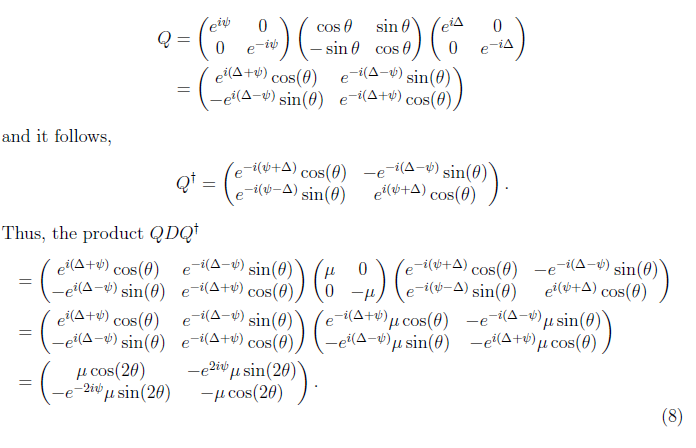 Q = \begin{pmatrix} e^{i\psi} & 0 \\ 0 & e^{-i\psi} \end{pmatrix} \begin{pmatrix} \cos\theta & \sin\theta \\ -\sin\theta & \cos\theta \end{pmatrix} \begin{pmatrix} e^{i\Delta} & 0 \\ 0 & e^{-i\Delta} \end{pmatrix}
= \begin{pmatrix} e^{i(\Delta+\psi)}\cos(\theta) & e^{-i(\Delta-\psi)}\sin(\theta) \\ -e^{i(\Delta-\psi)}\sin(\theta) & e^{-i(\Delta+\psi)}\cos(\theta) \end{pmatrix}
and it follows,
Q^\dagger = \begin{pmatrix} e^{-i(\psi+\Delta)}\cos(\theta) & -e^{-i(\Delta-\psi)}\sin(\theta) \\ e^{-i(\psi-\Delta)}\sin(\theta) & e^{i(\psi+\Delta)}\cos(\theta) \end{pmatrix}.
Thus, the product QDQ^\dagger
= \begin{pmatrix} e^{i(\Delta+\psi)}\cos(\theta) & e^{-i(\Delta-\psi)}\sin(\theta) \\ -e^{i(\Delta-\psi)}\sin(\theta) & e^{-i(\Delta+\psi)}\cos(\theta) \end{pmatrix} \begin{pmatrix} \mu & 0 \\ 0 & -\mu \end{pmatrix} \begin{pmatrix} e^{-i(\psi+\Delta)}\cos(\theta) & -e^{-i(\Delta-\psi)}\sin(\theta) \\ e^{-i(\psi-\Delta)}\sin(\theta) & e^{i(\psi+\Delta)}\cos(\theta) \end{pmatrix}
= \begin{pmatrix} e^{i(\Delta+\psi)}\cos(\theta) & e^{-i(\Delta-\psi)}\sin(\theta) \\ -e^{i(\Delta-\psi)}\sin(\theta) & e^{-i(\Delta+\psi)}\cos(\theta) \end{pmatrix} \begin{pmatrix} e^{-i(\Delta+\psi)}\mu\cos(\theta) & -e^{-i(\Delta-\psi)}\mu\sin(\theta) \\ -e^{i(\Delta-\psi)}\mu\sin(\theta) & -e^{i(\Delta+\psi)}\mu\cos(\theta) \end{pmatrix}
= \begin{pmatrix} \mu\cos(2\theta) & -e^{2i\psi}\mu\sin(2\theta) \\ -e^{-2i\psi}\mu\sin(2\theta) & -\mu\cos(2\theta) \end{pmatrix}.
(8)